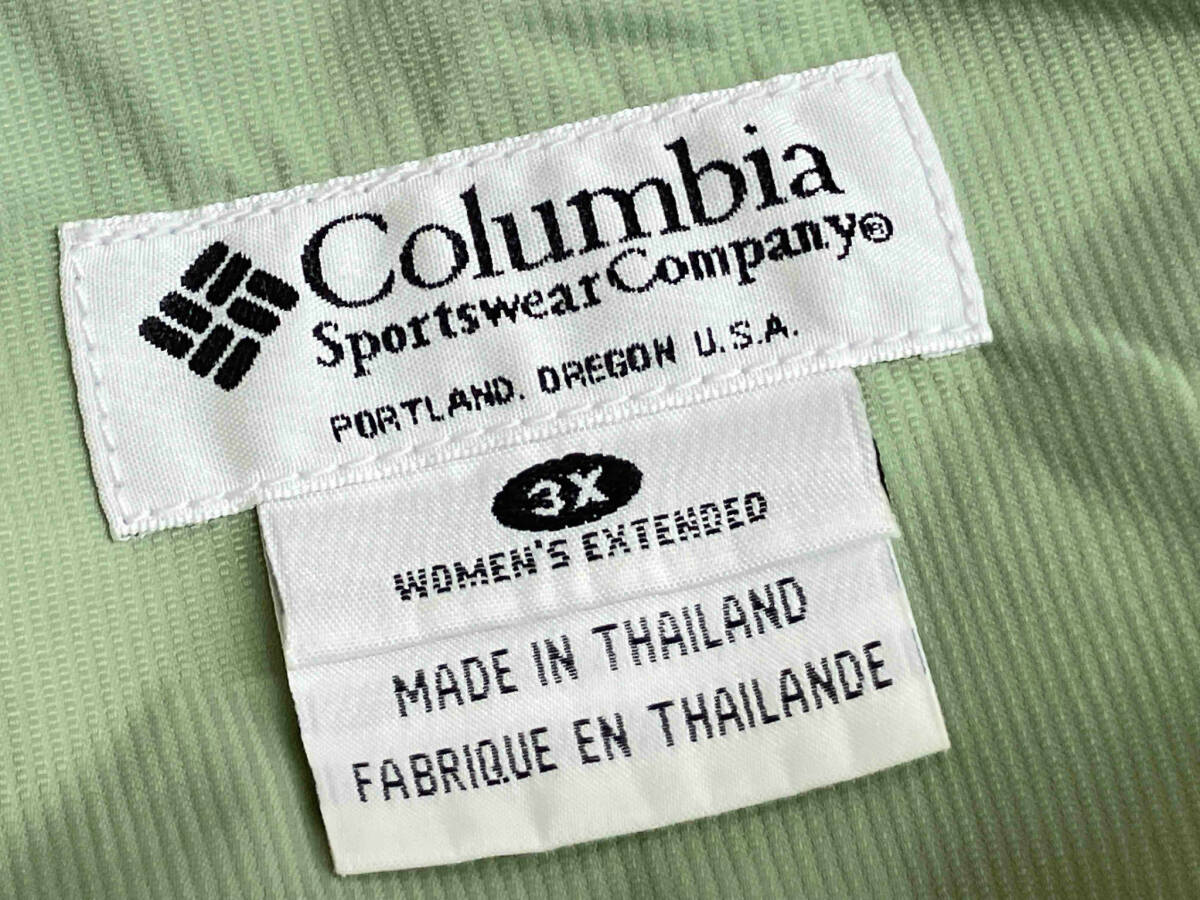 Columbia
Sportswear Company®
PORTLAND, OREGON U.S.A.
3X
WOMEN'S EXTENDED
MADE IN THAILAND
FABRIQUE EN THAILANDE